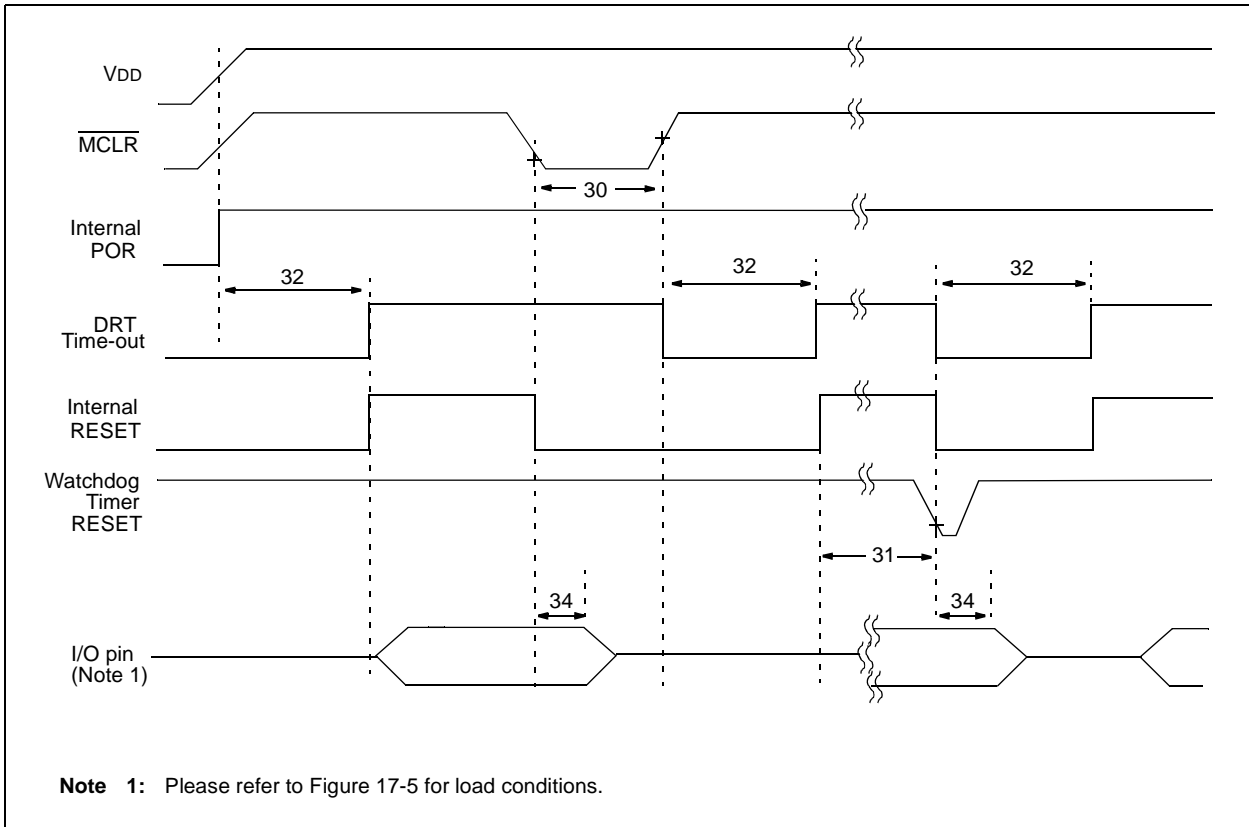 VDD
MCLR
30
Internal
POR
32
32
32
DRT
Time-out
Internal
RESET
Watchdog
Timer
RESET
31
34
34
I/O pin
(Note 1)
Note 1: Please refer to Figure 17-5 for load conditions.